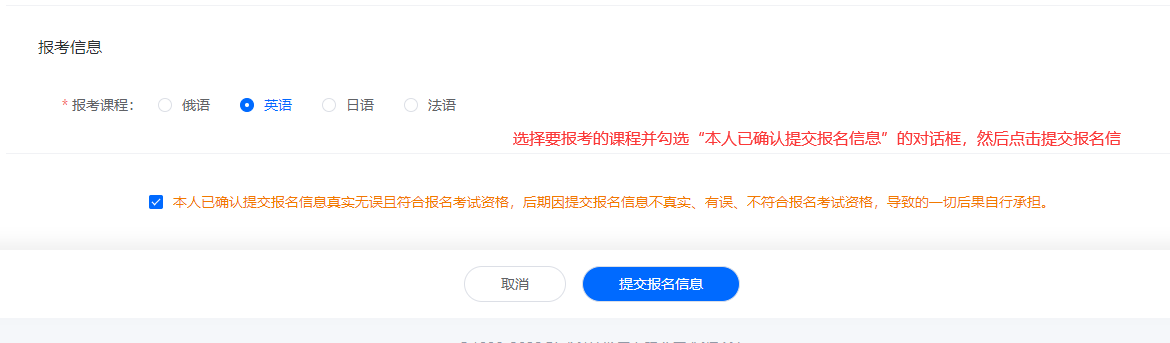 报考信息
* 报考课程： 俄语 英语 日语 法语
选择要报考的课程并勾选“本人已确认提交报名信息”的对话框，然后点击提交报名信
本人已确认提交报名信息真实无误且符合报名考试资格，后期因提交报名信息不真实、有误、不符合报名考试资格，导致的一切后果自行承担。
取消 提交报名信息